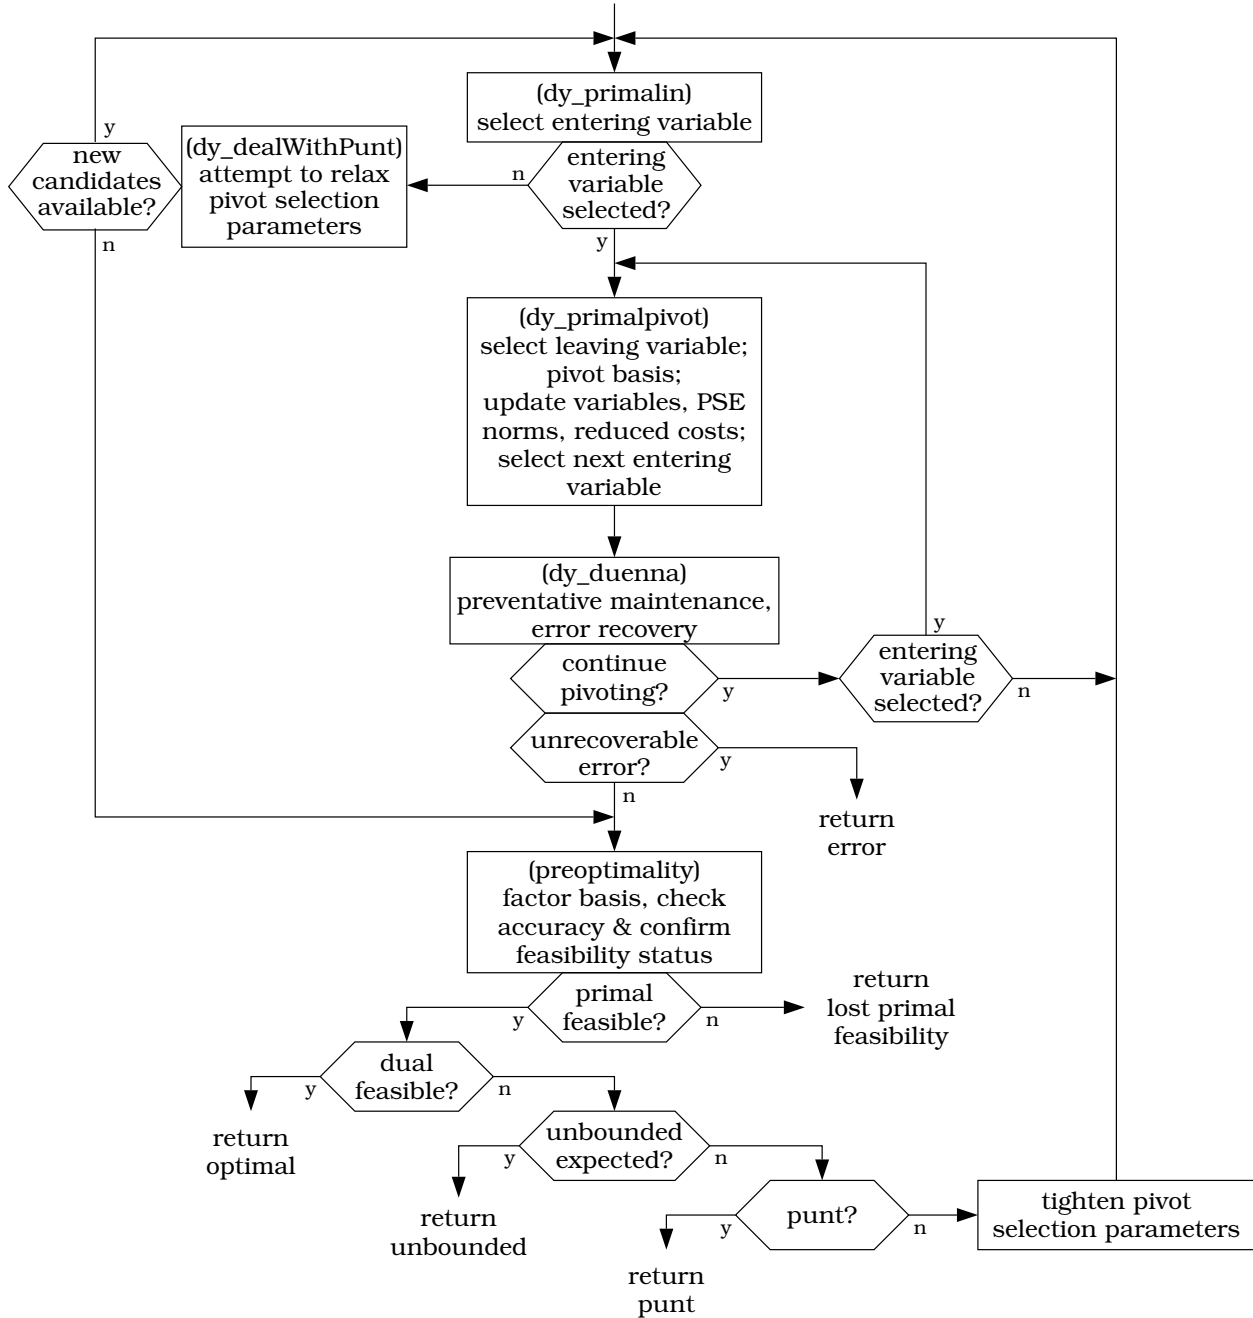 (dy_primalin)
select entering variable
y
new
candidates
available?
n
(dy_dealWithPunt)
attempt to relax
pivot selection
parameters
n
entering
variable
selected?
y
(dy_primalpivot)
select leaving variable;
pivot basis;
update variables, PSE
norms, reduced costs;
select next entering
variable
(dy_duenna)
preventative maintenance,
error recovery
continue
pivoting?
y
y
entering
variable
selected?
n
unrecoverable
error?
y
n
return
error
(preoptimality)
factor basis, check
accuracy & confirm
feasibility status
primal
feasible?
y
n
return
lost primal
feasibility
dual
feasible?
y
n
return
optimal
unbounded
expected?
y
n
return
unbounded
punt?
y
n
return
punt
tighten pivot
selection parameters